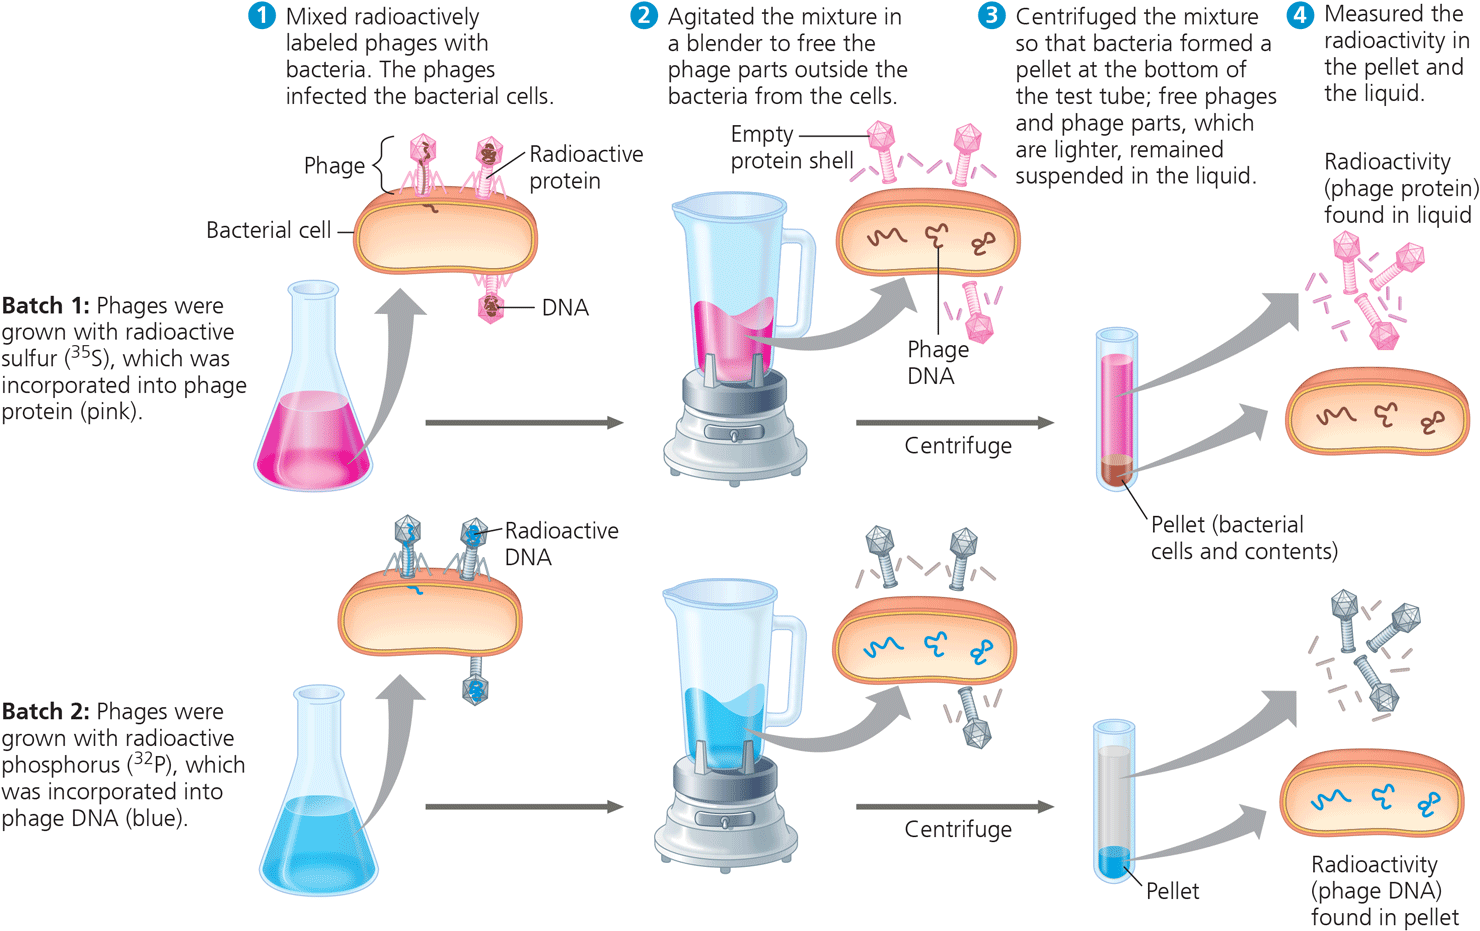 1 Mixed radioactively
labeled phages with
bacteria. The phages
infected the bacterial cells.
2 Agitated the mixture in
a blender to free the
phage parts outside the
bacteria from the cells.
3 Centrifuged the mixture
so that bacteria formed a
pellet at the bottom of
the test tube; free phages
and phage parts, which
are lighter, remained
suspended in the liquid.
4 Measured the
radioactivity in
the pellet and
the liquid.
Phage
Radioactive
protein
Bacterial cell
DNA
Batch 1: Phages were
grown with radioactive
sulfur (³⁵S), which was
incorporated into phage
protein (pink).
Empty
protein shell
Phage
DNA
Centrifuge
Radioactivity
(phage protein)
found in liquid
Pellet (bacterial
cells and contents)
Radioactive
DNA
Batch 2: Phages were
grown with radioactive
phosphorus (³²P), which
was incorporated into
phage DNA (blue).
Centrifuge
Pellet
Radioactivity
(phage DNA)
found in pellet